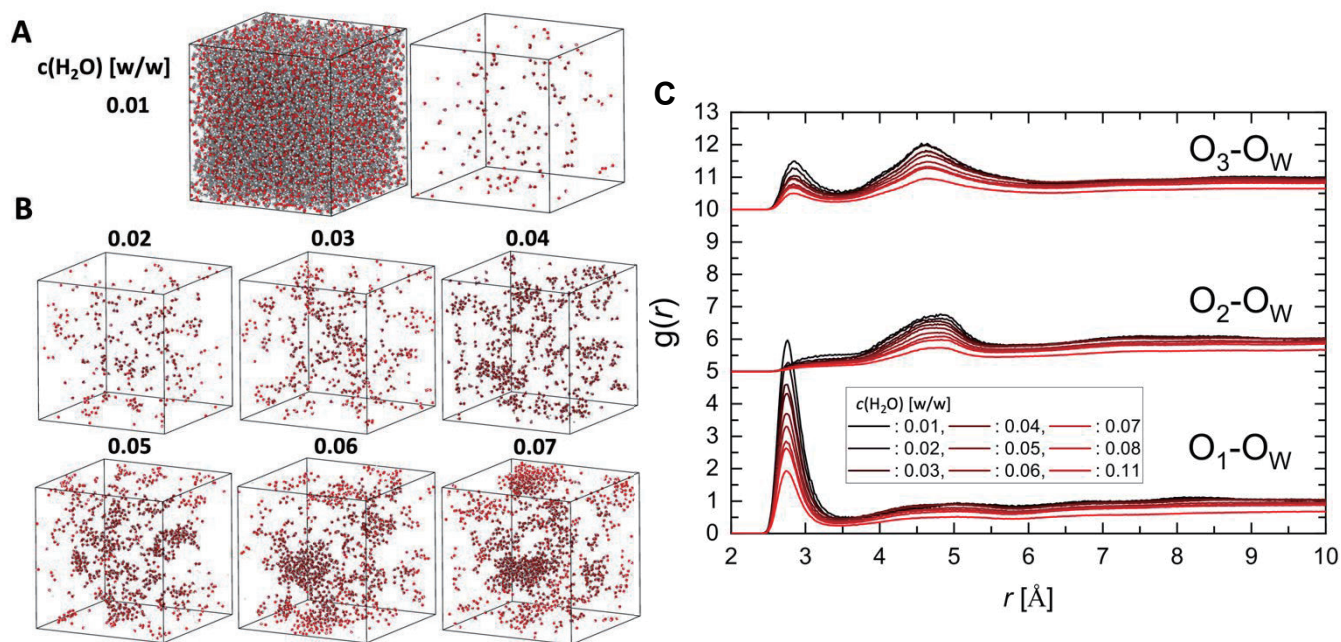 A
c(H₂O) [w/w]
0.01
B
0.02 0.03 0.04
0.05 0.06 0.07
C
13
12
11
10
9
8
7
6
5
4
3
2
1
0
g(r)
O₃-O_W
O₂-O_W
O₁-O_W
c(H₂O) [w/w]
: 0.01, : 0.04, : 0.07
: 0.02, : 0.05, : 0.08
: 0.03, : 0.06, : 0.11
2 3 4 5 6 7 8 9 10
r [Å]